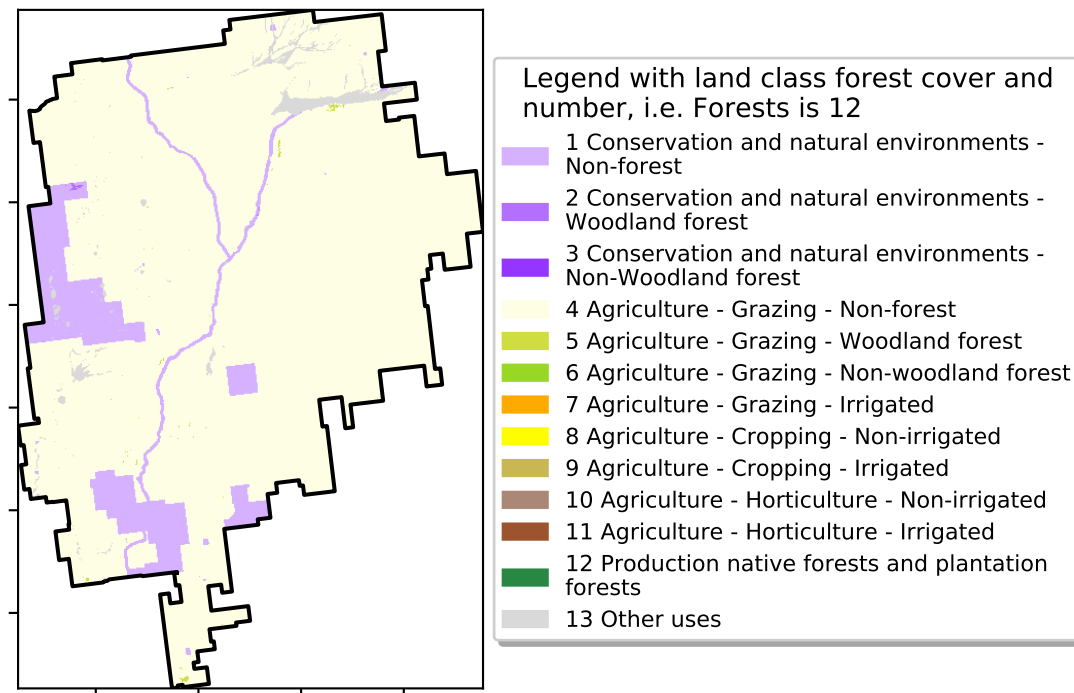 Legend with land class forest cover and
number, i.e. Forests is 12
1 Conservation and natural environments -
Non-forest
2 Conservation and natural environments -
Woodland forest
3 Conservation and natural environments -
Non-Woodland forest
4 Agriculture - Grazing - Non-forest
5 Agriculture - Grazing - Woodland forest
6 Agriculture - Grazing - Non-woodland forest
7 Agriculture - Grazing - Irrigated
8 Agriculture - Cropping - Non-irrigated
9 Agriculture - Cropping - Irrigated
10 Agriculture - Horticulture - Non-irrigated
11 Agriculture - Horticulture - Irrigated
12 Production native forests and plantation
forests
13 Other uses